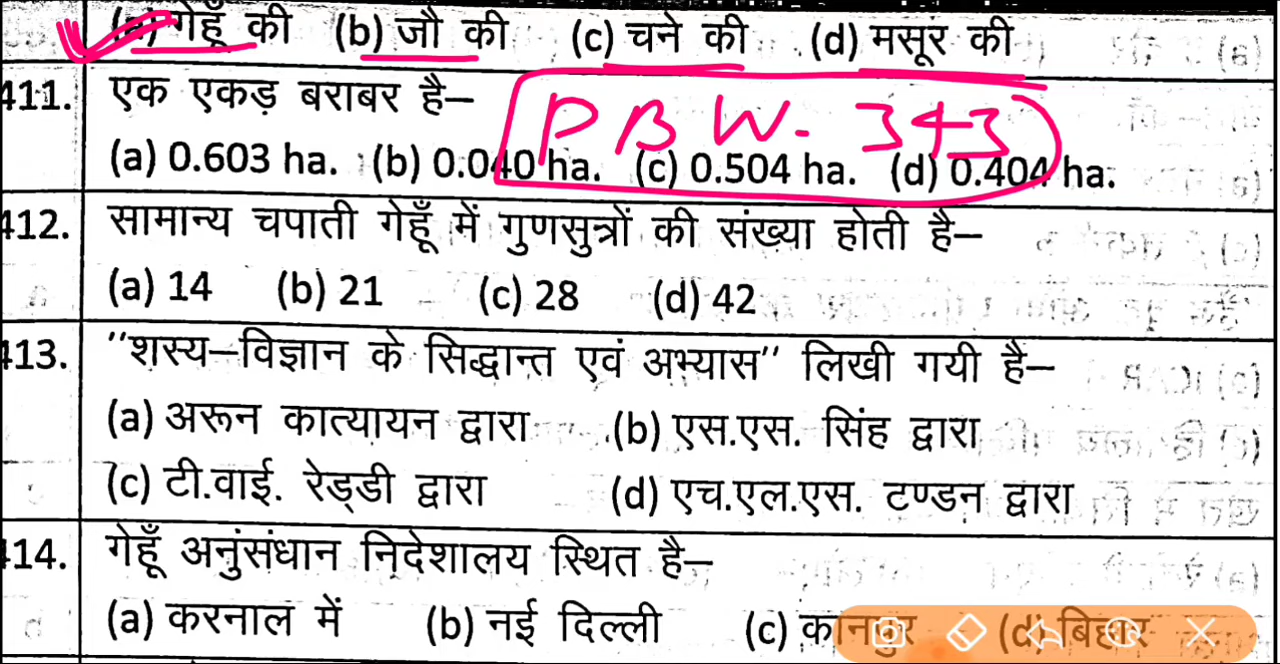 (a) गेहूँ की (b) जौ की (c) चने की (d) मसूर की
411. एक एकड़ बराबर है–
P B W. 343
(a) 0.603 ha. (b) 0.040 ha. (c) 0.504 ha. (d) 0.404 ha.
412. सामान्य चपाती गेहूँ में गुणसुत्रों की संख्या होती है–
(a) 14 (b) 21 (c) 28 (d) 42
413. ''शस्य–विज्ञान के सिद्धान्त एवं अभ्यास'' लिखी गयी है–
(a) अरून कात्यायन द्वारा (b) एस.एस. सिंह द्वारा
(c) टी.वाई. रेड्डी द्वारा (d) एच.एल.एस. टण्डन द्वारा
414. गेहूँ अनुंसंधान निदेशालय स्थित है–
(a) करनाल में (b) नई दिल्ली (c) कानपुर (d) बिहार